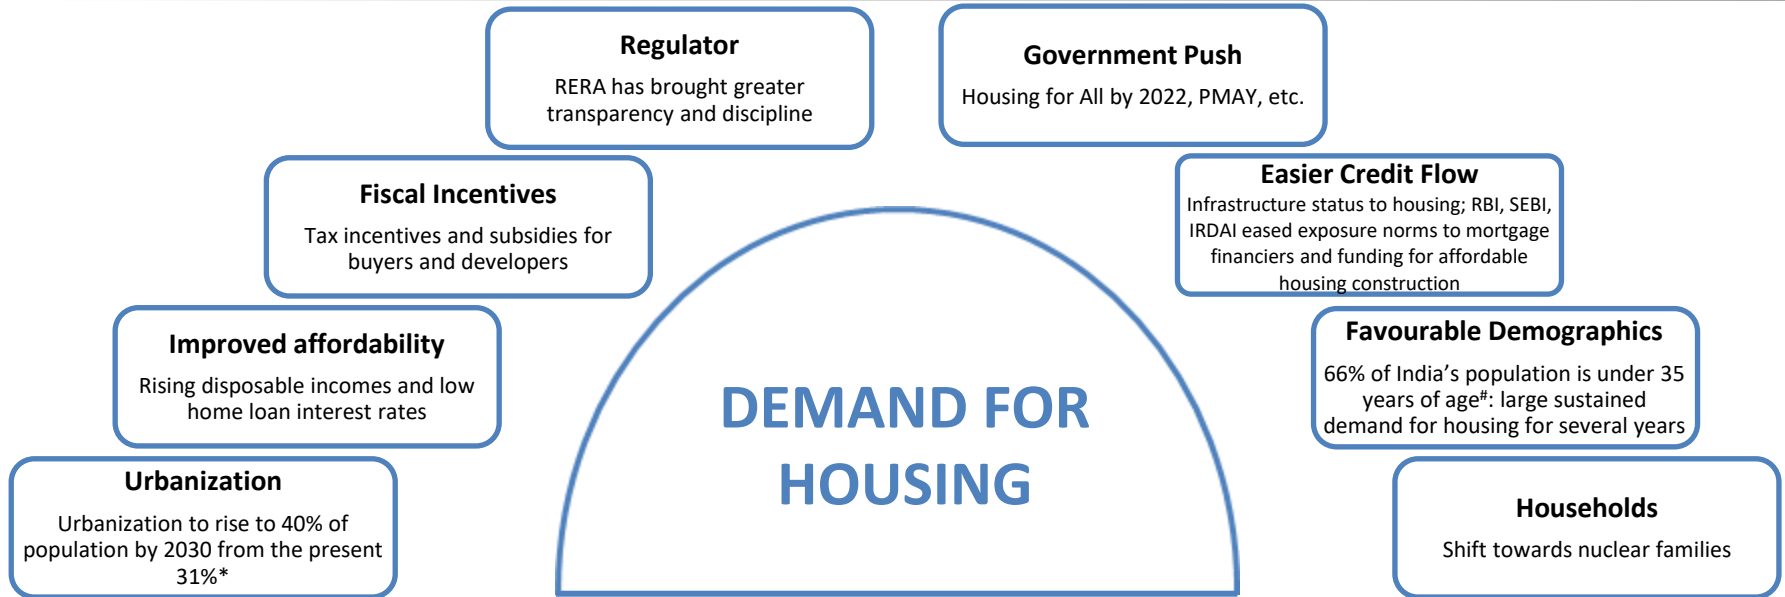 Regulator
RERA has brought greater
transparency and discipline
Government Push
Housing for All by 2022, PMAY, etc.
Fiscal Incentives
Tax incentives and subsidies for
buyers and developers
Easier Credit Flow
Infrastructure status to housing; RBI, SEBI,
IRDAI eased exposure norms to mortgage
financiers and funding for affordable
housing construction
Improved affordability
Rising disposable incomes and low
home loan interest rates
Favourable Demographics
66% of India’s population is under 35
years of age#: large sustained
demand for housing for several years
DEMAND FOR
HOUSING
Urbanization
Urbanization to rise to 40% of
population by 2030 from the present
31%*
Households
Shift towards nuclear families